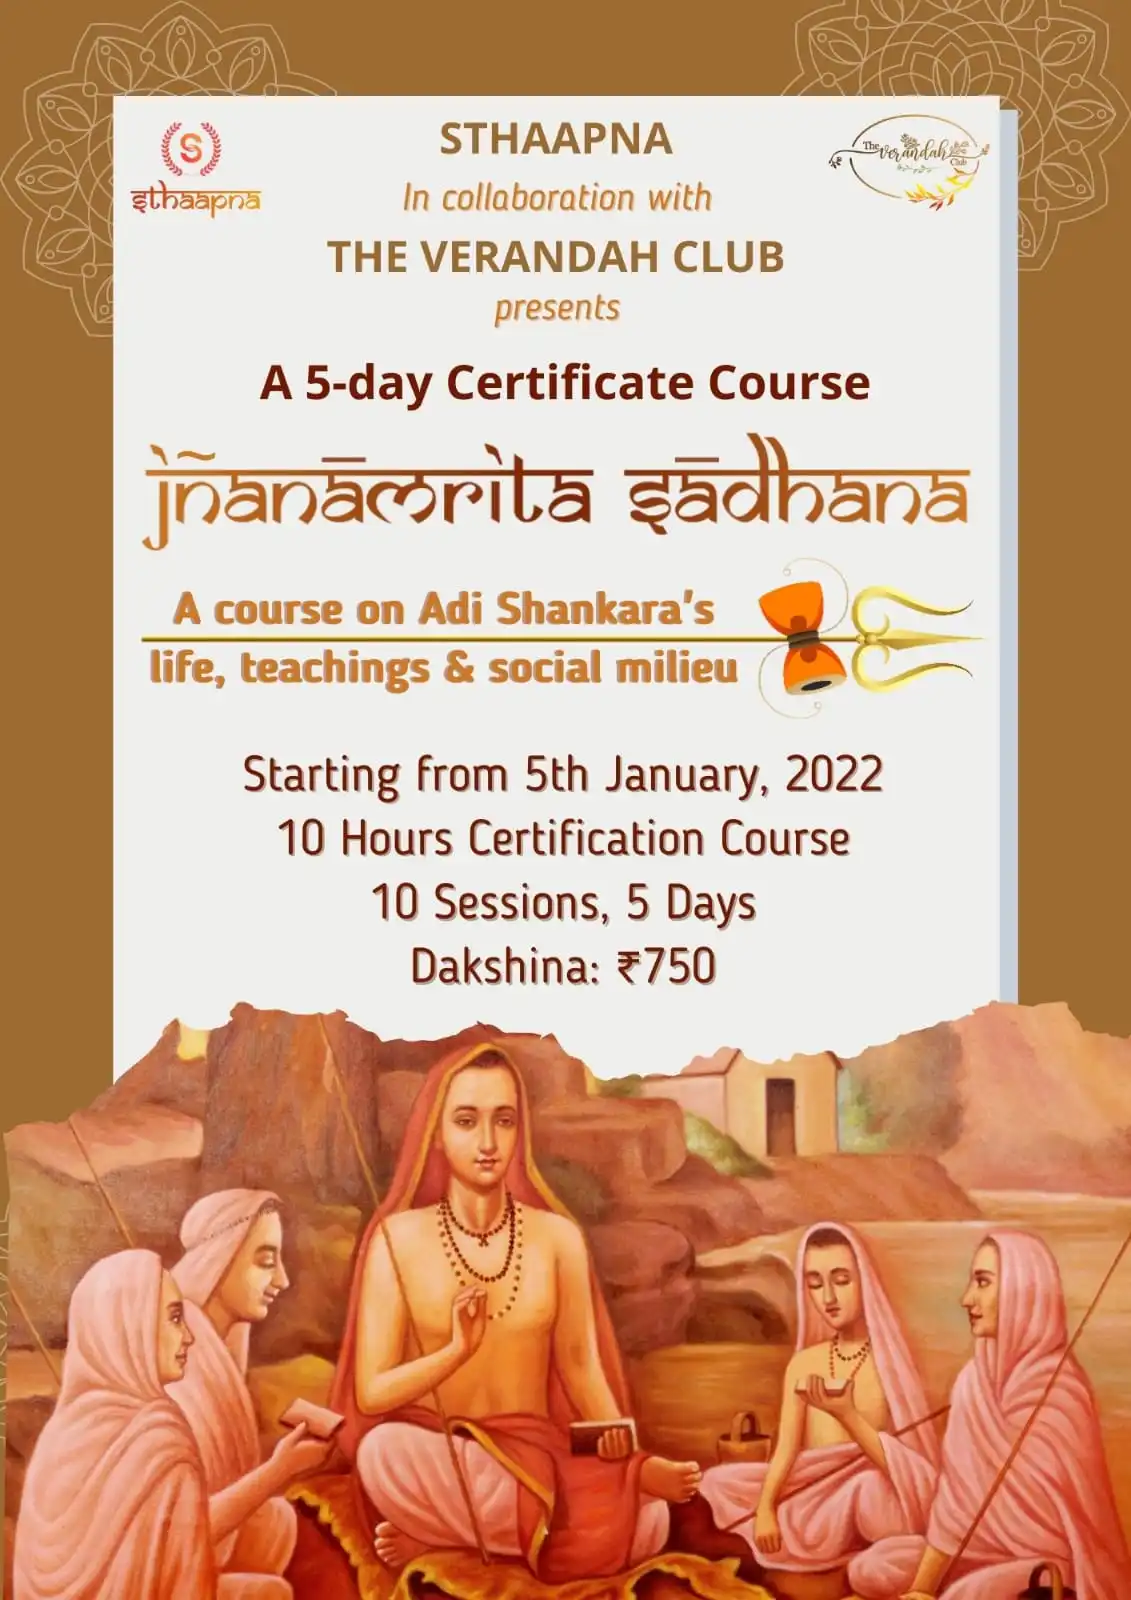 STHAAPNA
In collaboration with
THE VERANDAH CLUB
presents
sthaapna
The Verandah Club
A 5-day Certificate Course
jñanāmrita sādhana
A course on Adi Shankara's
life, teachings & social milieu
Starting from 5th January, 2022
10 Hours Certification Course
10 Sessions, 5 Days
Dakshina: ₹750